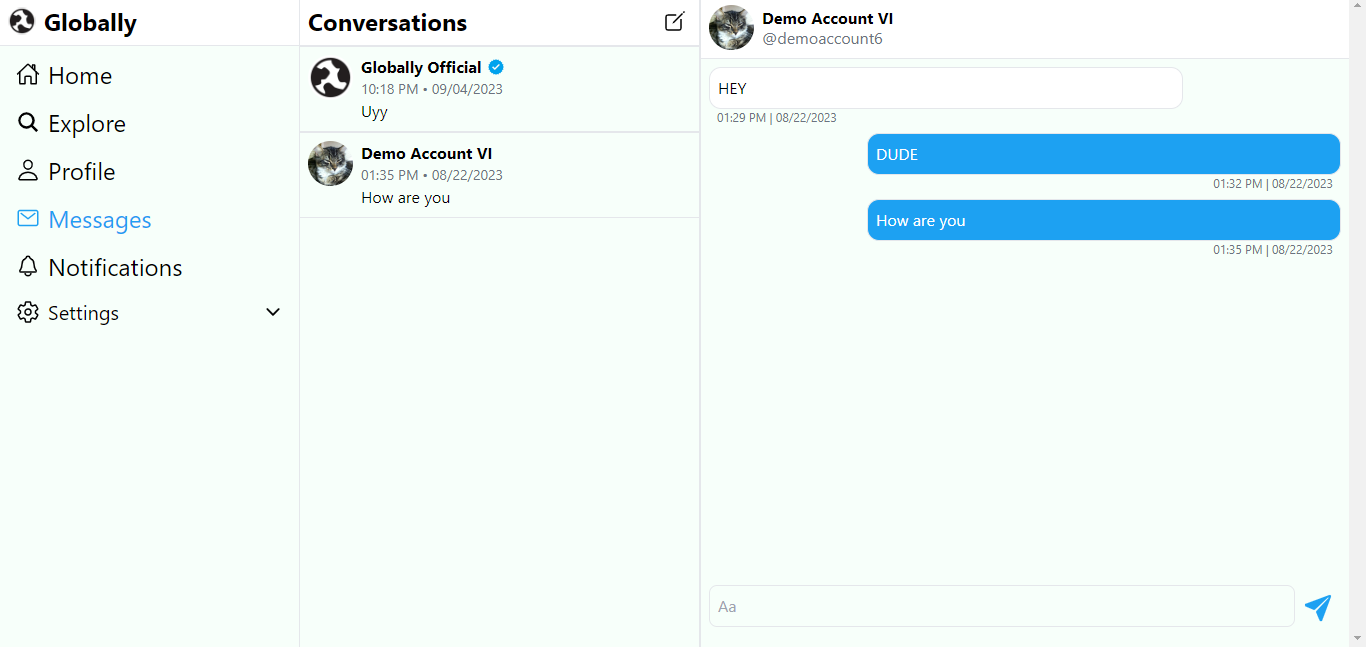 Globally
Home
Explore
Profile
Messages
Notifications
Settings
Conversations
Globally Official
10:18 PM • 09/04/2023
Uyy
Demo Account VI
01:35 PM • 08/22/2023
How are you
Demo Account VI
@demoaccount6
HEY
01:29 PM | 08/22/2023
DUDE
01:32 PM | 08/22/2023
How are you
01:35 PM | 08/22/2023
Aa